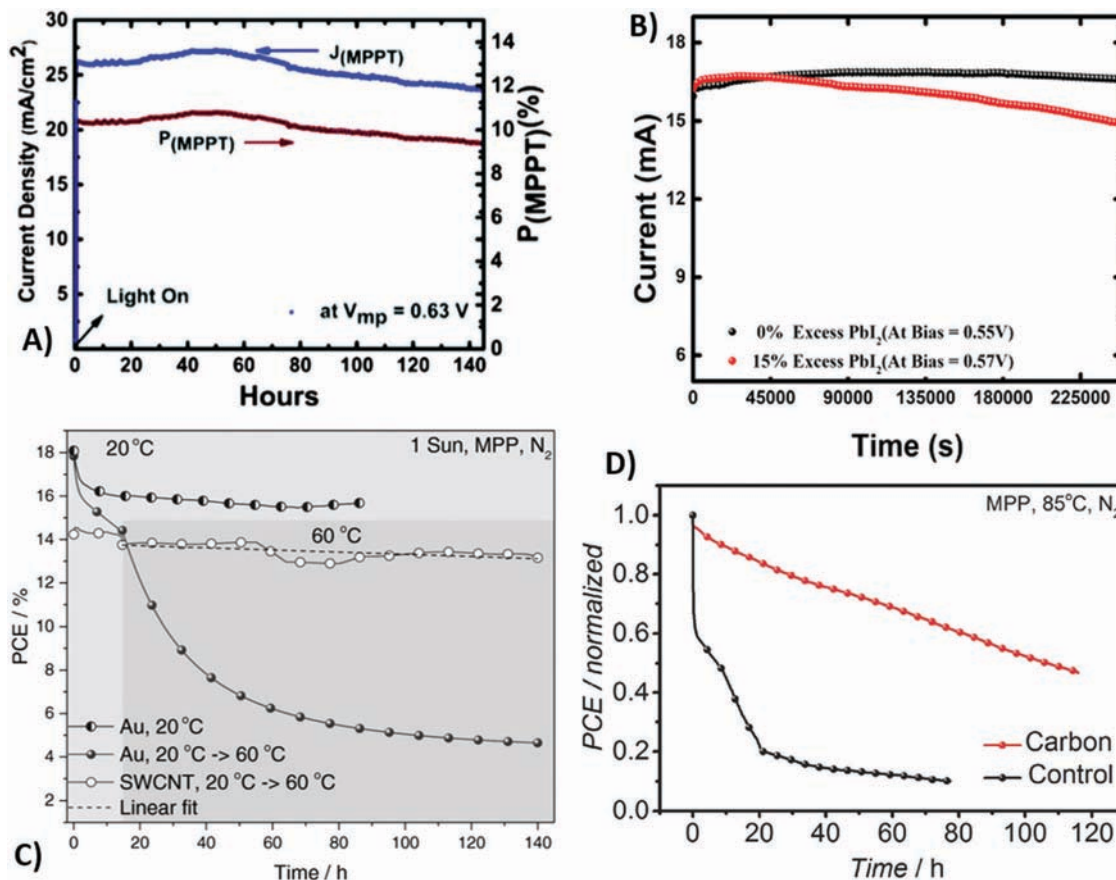 A)
Current Density (mA/cm²)
30
25
20
15
10
5
0
J(MPPT)
P(MPPT)
Light On
at Vmp = 0.63 V
P(MPPT)(%)
14
12
10
8
6
4
2
0
0 20 40 60 80 100 120 140
Hours
B)
Current (mA)
18
15
9
6
0% Excess PbI₂(At Bias = 0.55V)
15% Excess PbI₂(At Bias = 0.57V)
0 45000 90000 135000 180000 225000
Time (s)
C)
PCE / %
18
16
14
12
10
8
6
4
2
20 °C
1 Sun, MPP, N₂
60 °C
Au, 20 °C
Au, 20 °C -> 60 °C
SWCNT, 20 °C -> 60 °C
Linear fit
0 20 40 60 80 100 120 140
Time / h
D)
PCE / normalized
1.0
0.8
0.6
0.4
0.2
0.0
MPP, 85°C, N₂
Carbon
Control
0 20 40 60 80 100 120
Time / h